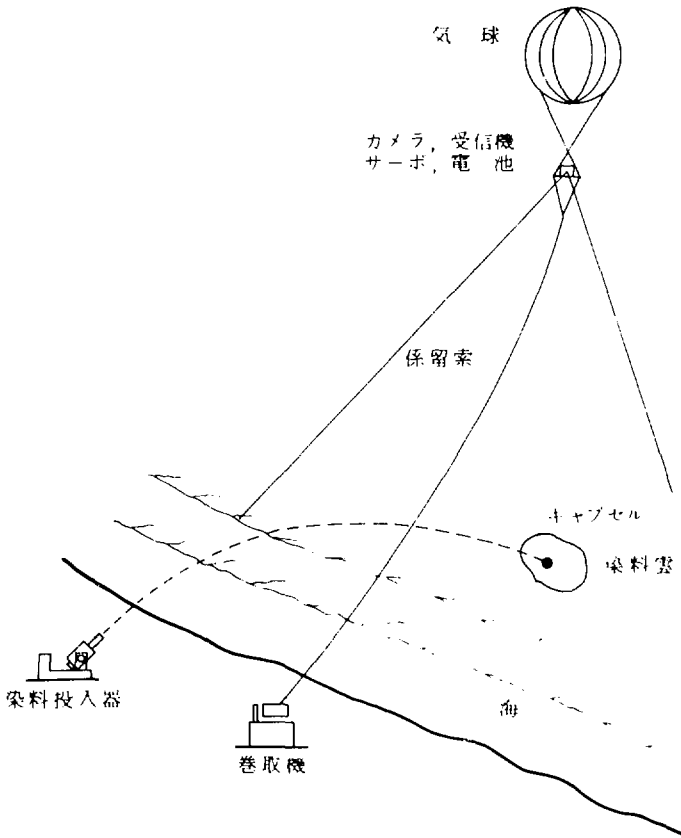 気球
カメラ, 受信機
サーボ, 電池
係留索
キャプセル
染料雲
染料投入器
海
巻取機